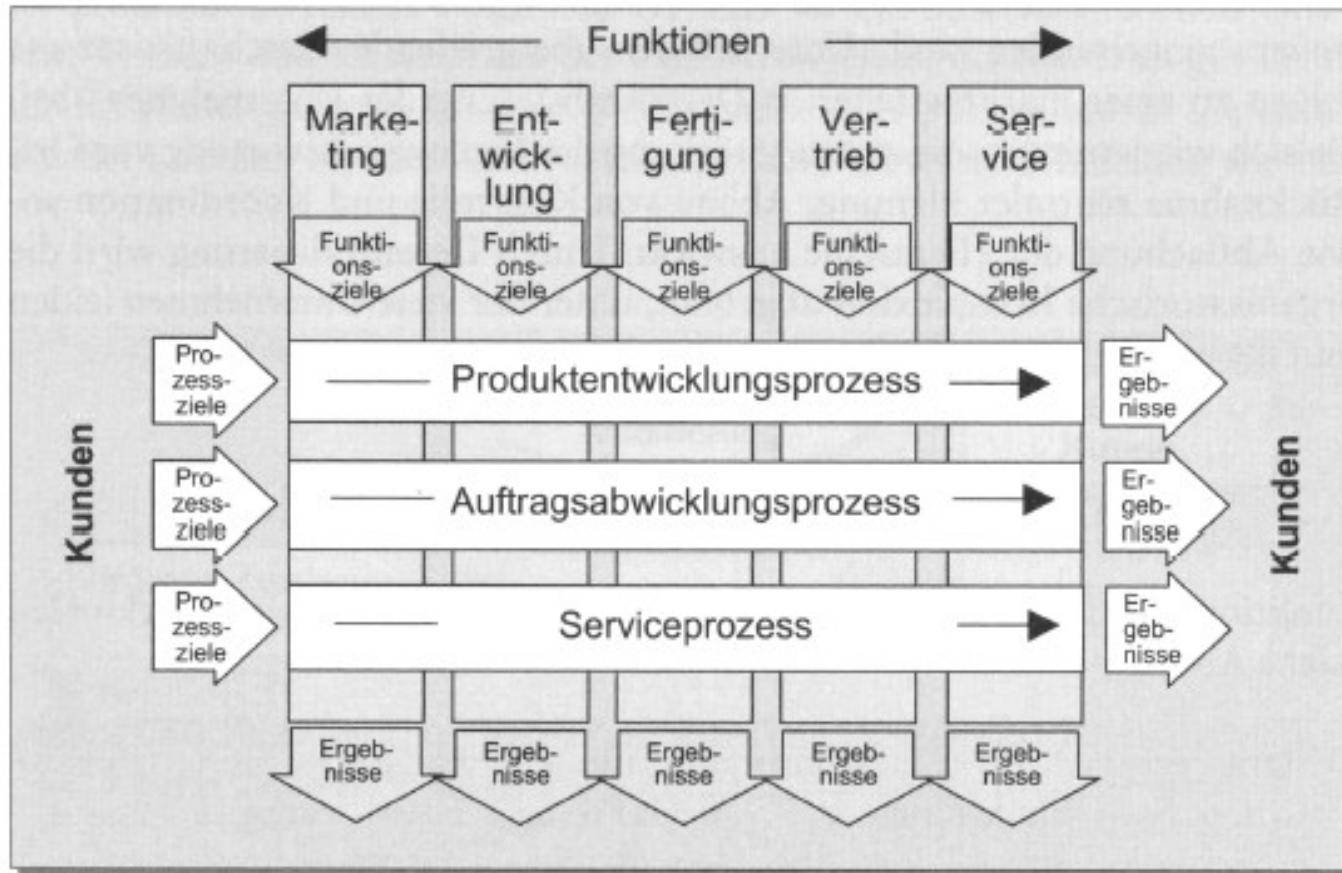 Funktionen
Marke-
ting
Ent-
wick-
lung
Ferti-
gung
Ver-
trieb
Ser-
vice
Funkti-
ons-
ziele
Funkti-
ons-
ziele
Funkti-
ons-
ziele
Funkti-
ons-
ziele
Funkti-
ons-
ziele
Kunden
Pro-
zess-
ziele
Produktentwicklungsprozess
Er-
geb-
nisse
Pro-
zess-
ziele
Auftragsabwicklungsprozess
Er-
geb-
nisse
Pro-
zess-
ziele
Serviceprozess
Er-
geb-
nisse
Kunden
Ergeb-
nisse
Ergeb-
nisse
Ergeb-
nisse
Ergeb-
nisse
Ergeb-
nisse